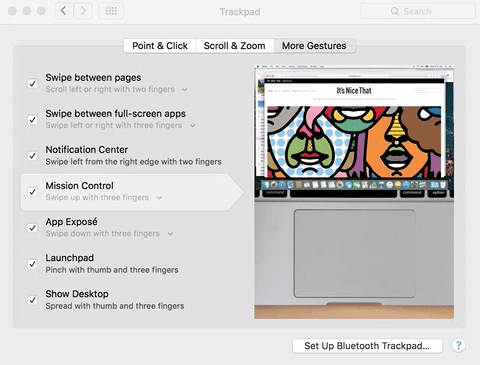 Trackpad
Search
Point & Click
Scroll & Zoom
More Gestures
Swipe between pages
Scroll left or right with two fingers
Swipe between full-screen apps
Swipe left or right with three fingers
Notification Center
Swipe left from the right edge with two fingers
Mission Control
Swipe up with three fingers
App Exposé
Swipe down with three fingers
Launchpad
Pinch with thumb and three fingers
Show Desktop
Spread with thumb and three fingers
It's Nice That
command
command
option
Set Up Bluetooth Trackpad...
?